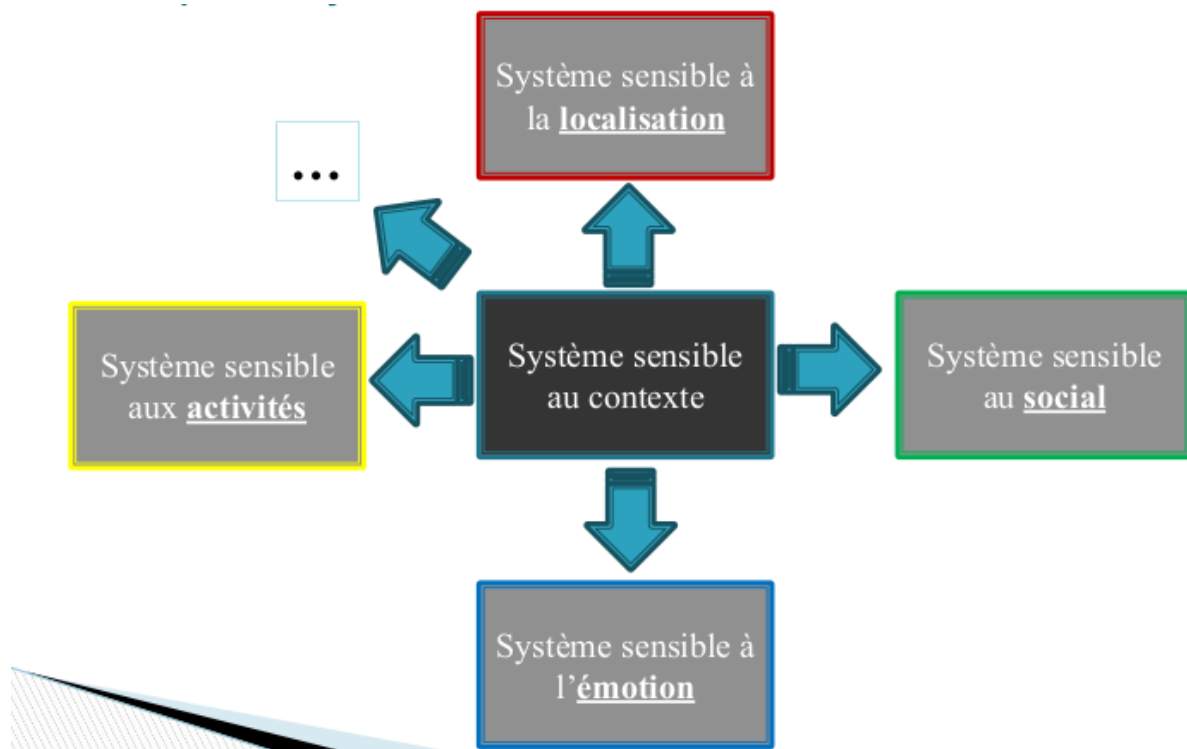 Système sensible à
la localisation
...
Système sensible
aux activités
Système sensible
au contexte
Système sensible
au social
Système sensible à
l’émotion